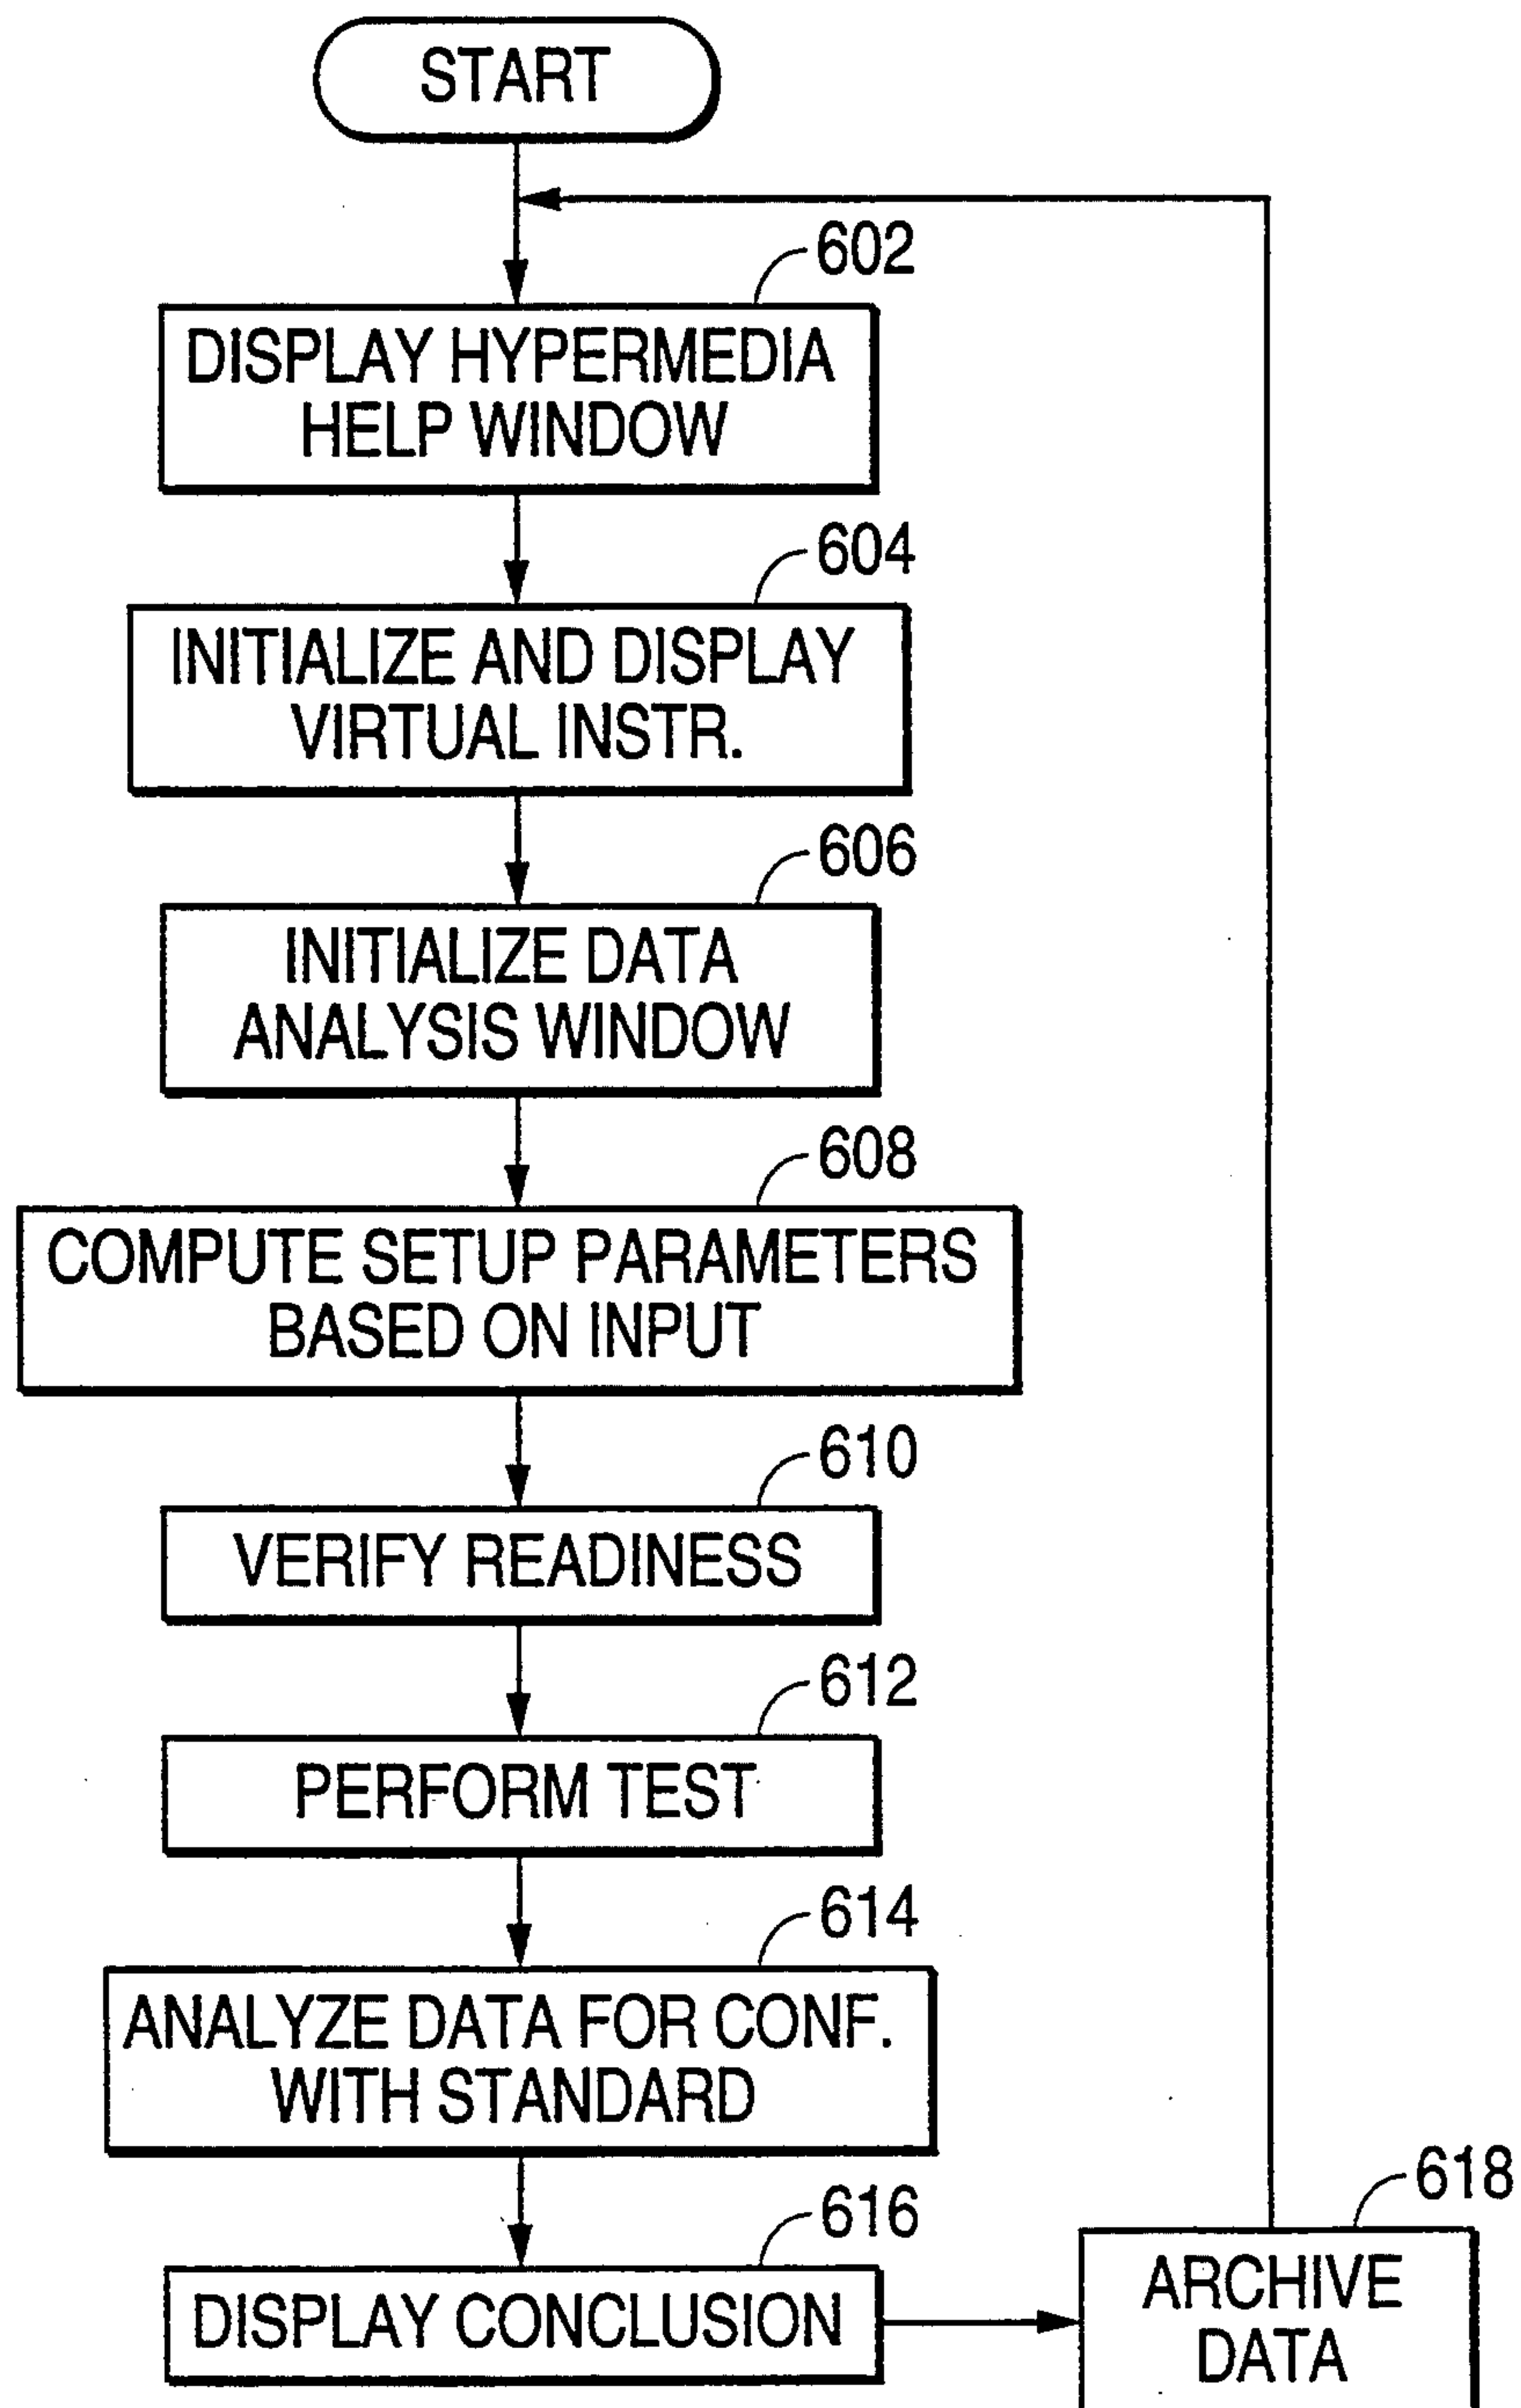 START
602
DISPLAY HYPERMEDIA
HELP WINDOW
604
INITIALIZE AND DISPLAY
VIRTUAL INSTR.
606
INITIALIZE DATA
ANALYSIS WINDOW
608
COMPUTE SETUP PARAMETERS
BASED ON INPUT
610
VERIFY READINESS
612
PERFORM TEST
614
ANALYZE DATA FOR CONF.
WITH STANDARD
616
DISPLAY CONCLUSION
618
ARCHIVE
DATA